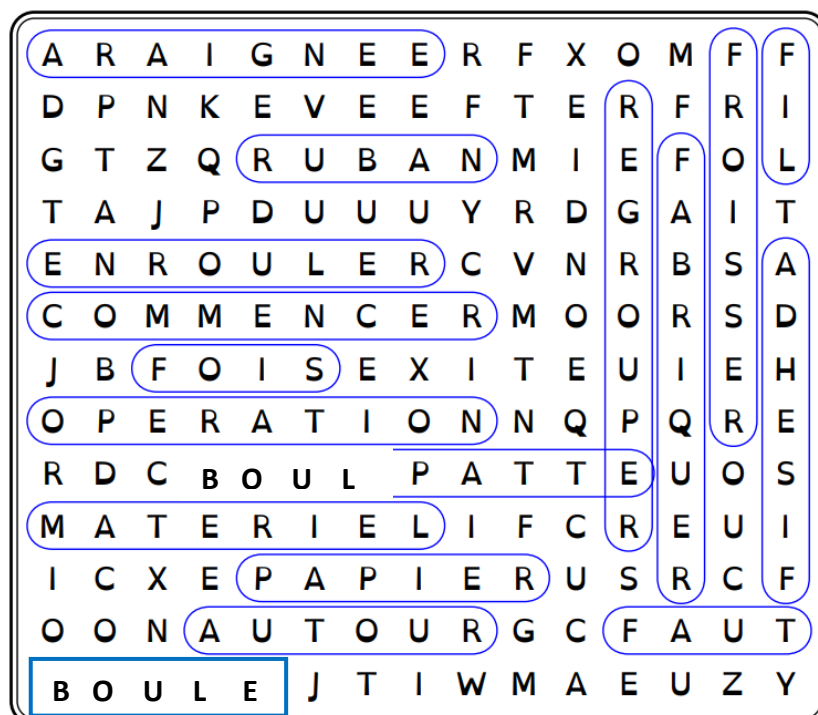 A R A I G N E E R F X O M F F
D P N K E V E E F T E R F R I
G T Z Q R U B A N M I E F O L
T A J P D U U U Y R D G A I T
E N R O U L E R C V N R B S A
C O M M E N C E R M O O R S D
J B F O I S E X I T E U I E H
O P E R A T I O N N Q P Q R E
R D C B O U L P A T T E U O S
M A T E R I E L I F C R E U I
I C X E P A P I E R U S R C F
O O N A U T O U R G C F A U T
B O U L E J T I W M A E U Z Y